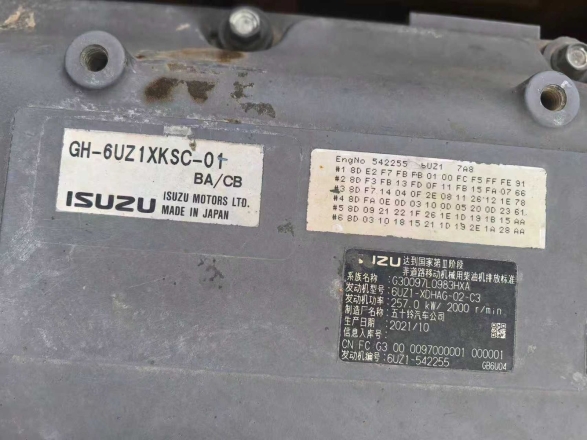 GH-6UZ1XKSC-01
BA/CB
ISUZU
ISUZU MOTORS LTD.
MADE IN JAPAN
EngNo 542255 6UZ1 7A8
#1 8D E2 F7 FB FB 01 00 FC F5 FF FE 91
#2 8D F3 FB 13 FD 0F 11 FB 15 FA 07 66
#3 8D F7 14 04 0F 2E 08 11 26 12 1E 78
#4 8D FA 0E 0D 03 10 0D 05 20 0D 23 61
#5 8D 09 21 22 1F 26 1E 1D 19 1B 15 AA
#6 8D 03 10 18 15 21 1D 19 2E 1A 28 AA
UZU
达到国家第Ⅲ阶段
非道路移动机械用柴油机排放标准
系族名称:G30097L0983HXA
发动机型号:6UZ1-XDHAG-02-C3
发动机功率:257.0 kW/ 2000 r/min
制造厂名称:五十铃汽车公司
生产日期:2021/10
信息入库号:
CN FC G3 00 0097000001 000001
发动机编号:6UZ1-542255
GB6U04